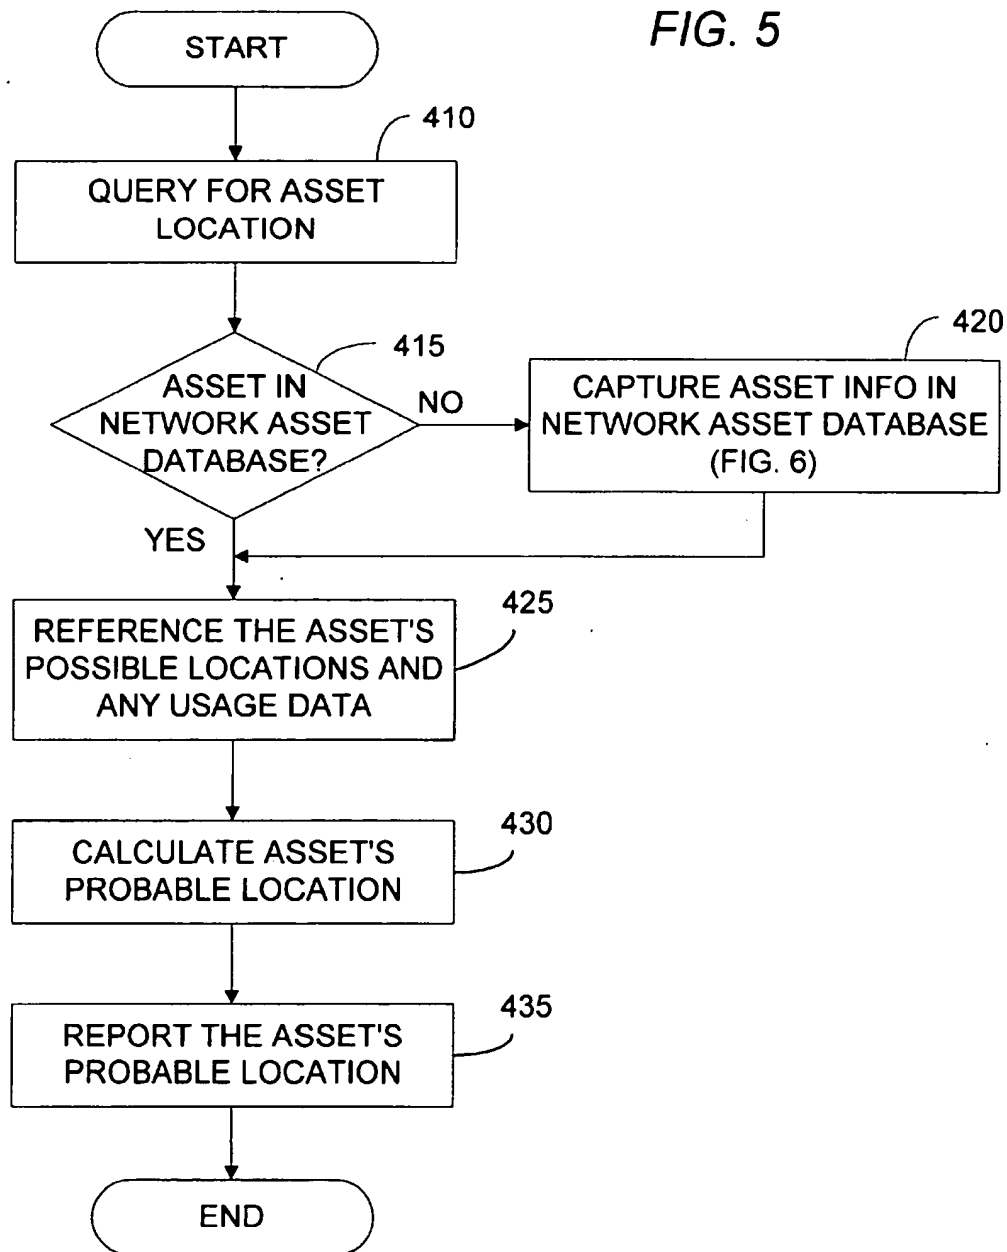 FIG. 5
START
410
QUERY FOR ASSET
LOCATION
415
ASSET IN
NETWORK ASSET
DATABASE?
NO
420
CAPTURE ASSET INFO IN
NETWORK ASSET DATABASE
(FIG. 6)
YES
425
REFERENCE THE ASSET'S
POSSIBLE LOCATIONS AND
ANY USAGE DATA
430
CALCULATE ASSET'S
PROBABLE LOCATION
435
REPORT THE ASSET'S
PROBABLE LOCATION
END